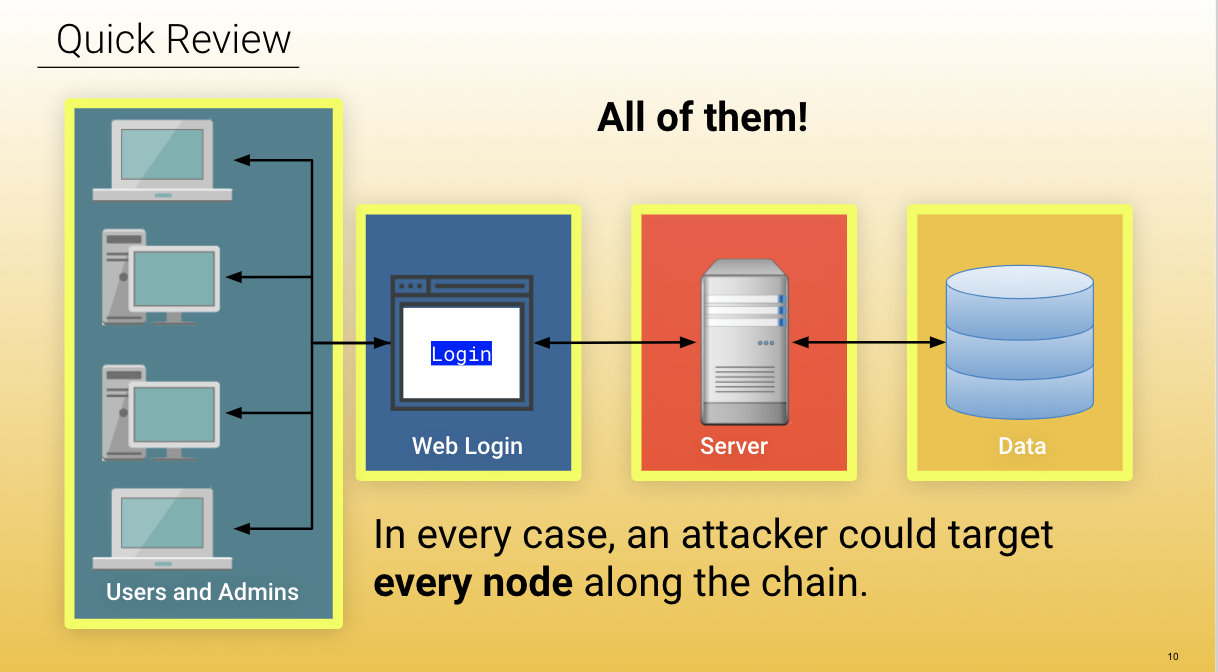 Quick Review
All of them!
Login
Web Login
Server
Data
In every case, an attacker could target
every node along the chain.
Users and Admins
10